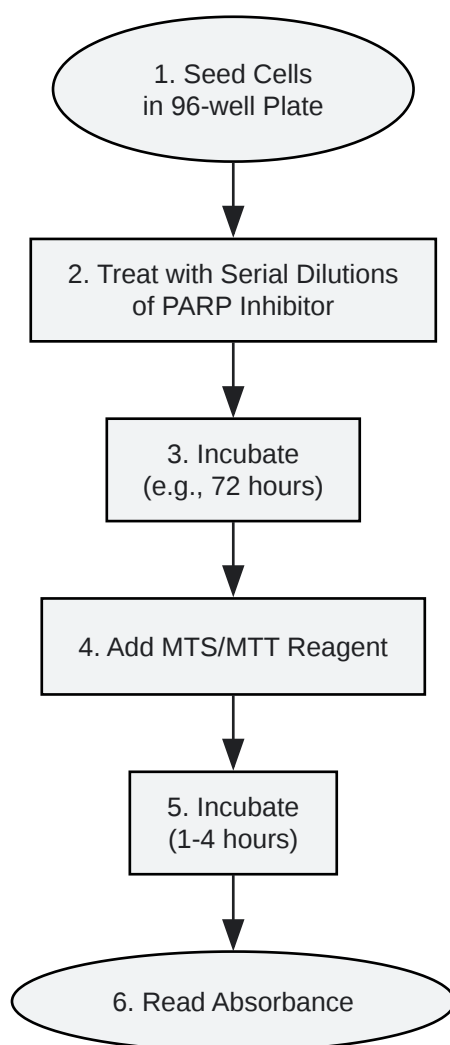 1. Seed Cells
in 96-well Plate
2. Treat with Serial Dilutions
of PARP Inhibitor
3. Incubate
(e.g., 72 hours)
4. Add MTS/MTT Reagent
5. Incubate
(1-4 hours)
6. Read Absorbance